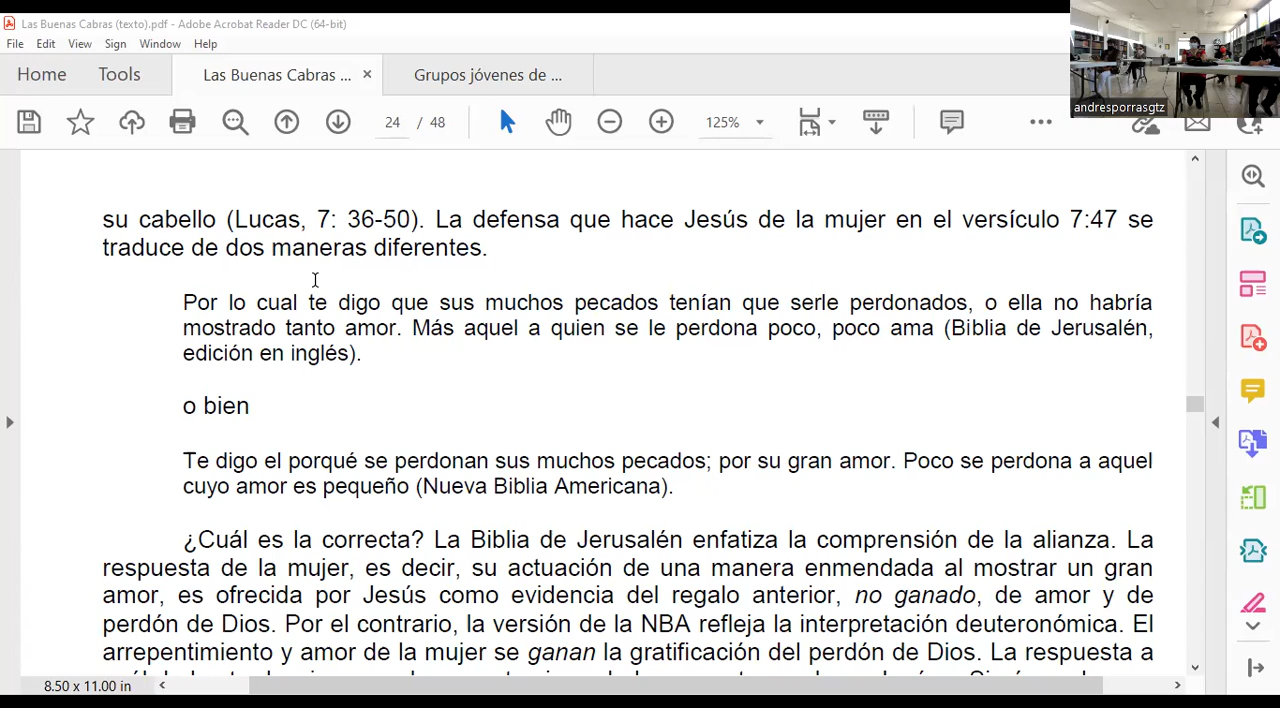 Las Buenas Cabras (texto).pdf - Adobe Acrobat Reader DC (64-bit)
File Edit View Sign Window Help
Home Tools Las Buenas Cabras ... × Grupos jóvenes de ...
24 / 48 125%
andresporrasgtz
su cabello (Lucas, 7: 36-50). La defensa que hace Jesús de la mujer en el versículo 7:47 se
traduce de dos maneras diferentes.
Por lo cual te digo que sus mucho pecados tenían que serle perdonados, o ella no habría
mostrado tanto amor. Más aquel a quien se le perdona poco, poco ama (Biblia de Jerusalén,
edición en inglés).
o bien
Te digo el porqué se perdonan sus muchos pecados; por su gran amor. Poco se perdona a aquel
cuyo amor es pequeño (Nueva Biblia Americana).
¿Cuál es la correcta? La Biblia de Jerusalén enfatiza la comprensión de la alianza. La
respuesta de la mujer, es decir, su actuación de una manera enmendada al mostrar un gran
amor, es ofrecida por Jesús como evidencia del regalo anterior, no ganado, de amor y de
perdón de Dios. Por el contrario, la versión de la NBA refleja la interpretación deuteronómica. El
arrepentimiento y amor de la mujer se ganan la gratificación del perdón de Dios. La respuesta a
8.50 x 11.00 in